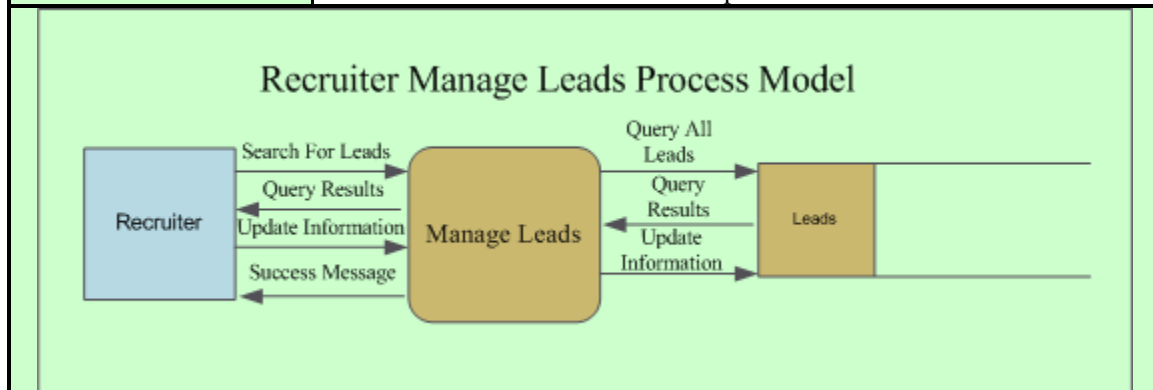 Recruiter Manage Leads Process Model
Search For Leads
Query Results
Update Information
Success Message
Recruiter
Manage Leads
Query All
Leads
Query
Results
Update
Information
Leads